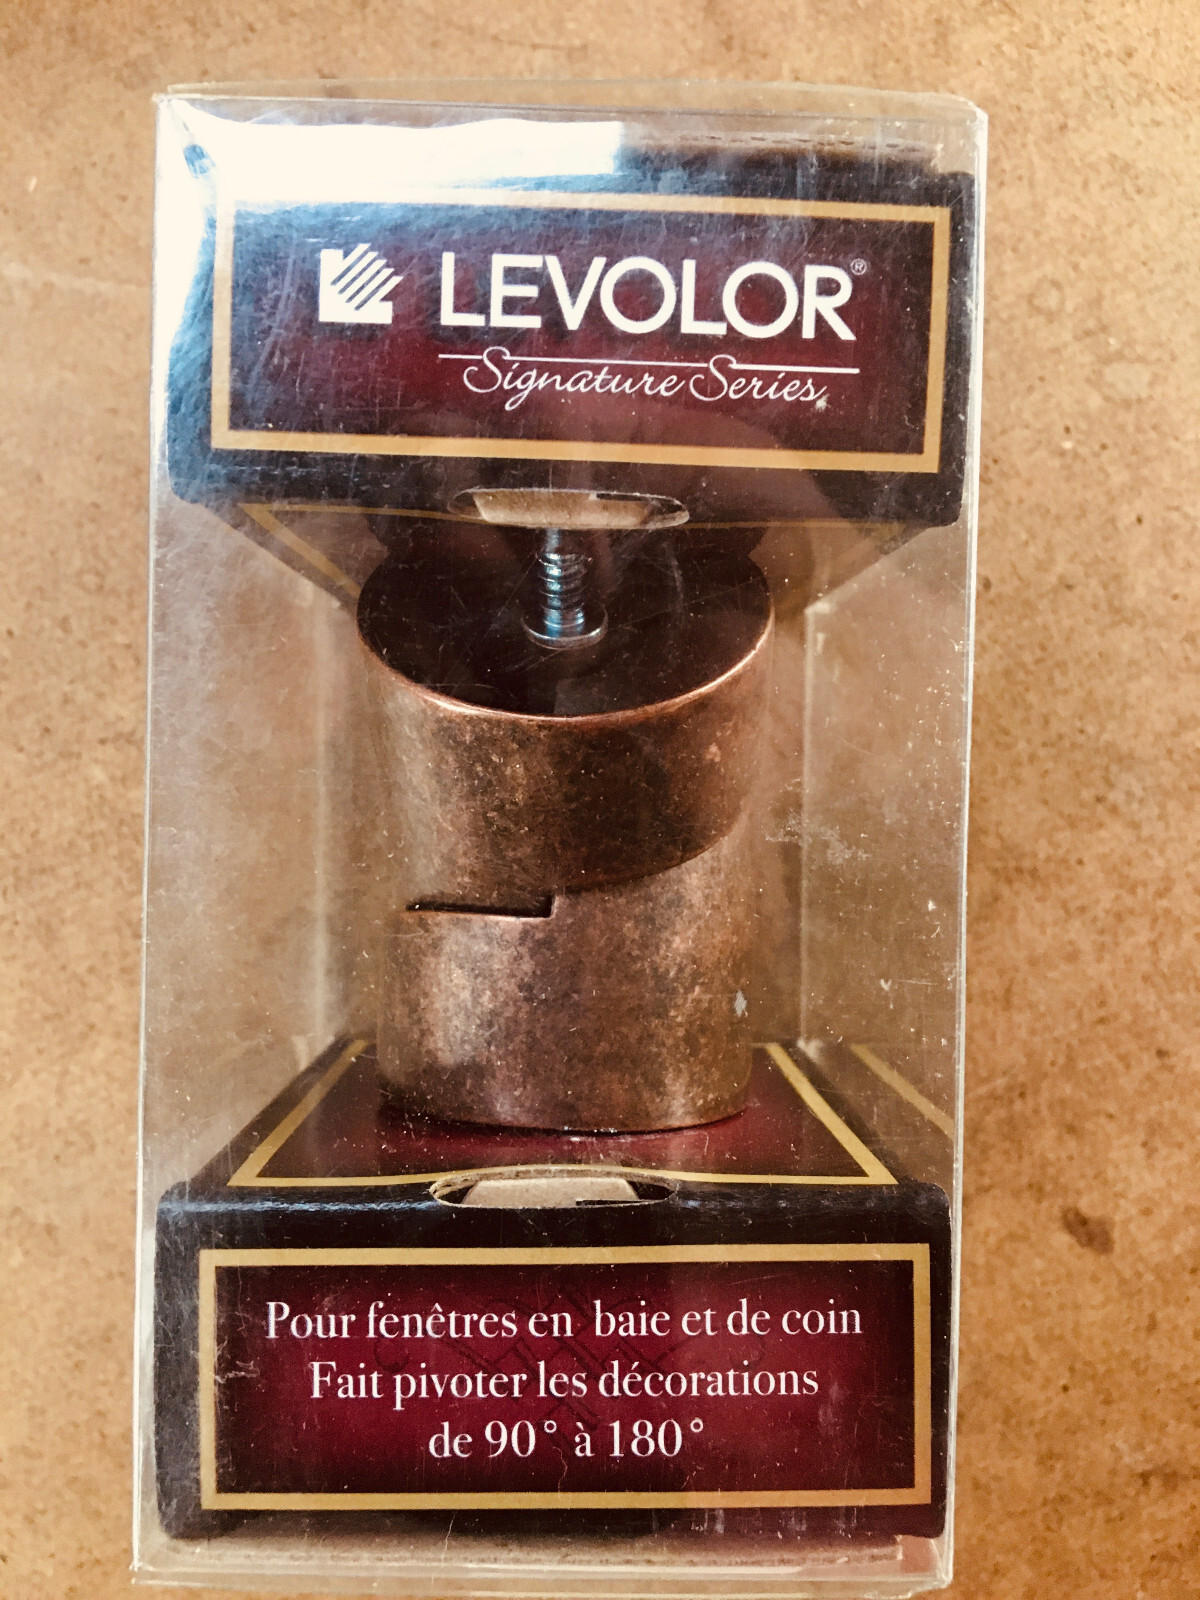 LEVOLOR®
Signature Series
Pour fenêtres en baie et de coin
Fait pivoter les décorations
de 90° à 180°